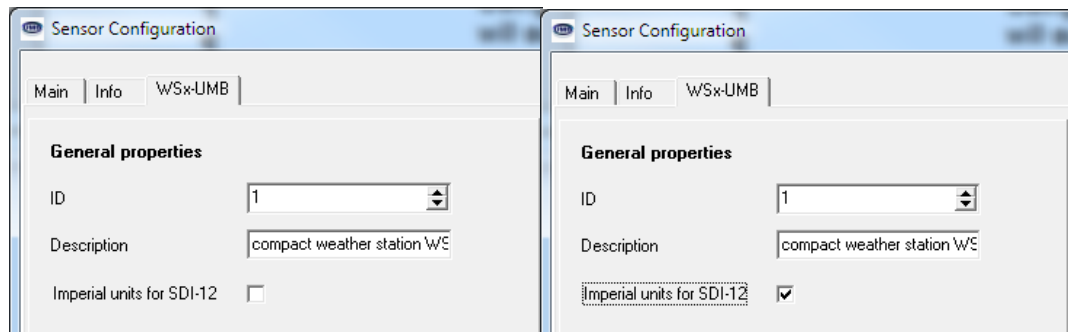 Sensor Configuration
Main Info WSx-UMB
General properties
ID 1
Description compact weather station WS
Imperial units for SDI-12
Sensor Configuration
Main Info WSx-UMB
General properties
ID 1
Description compact weather station WS
Imperial units for SDI-12